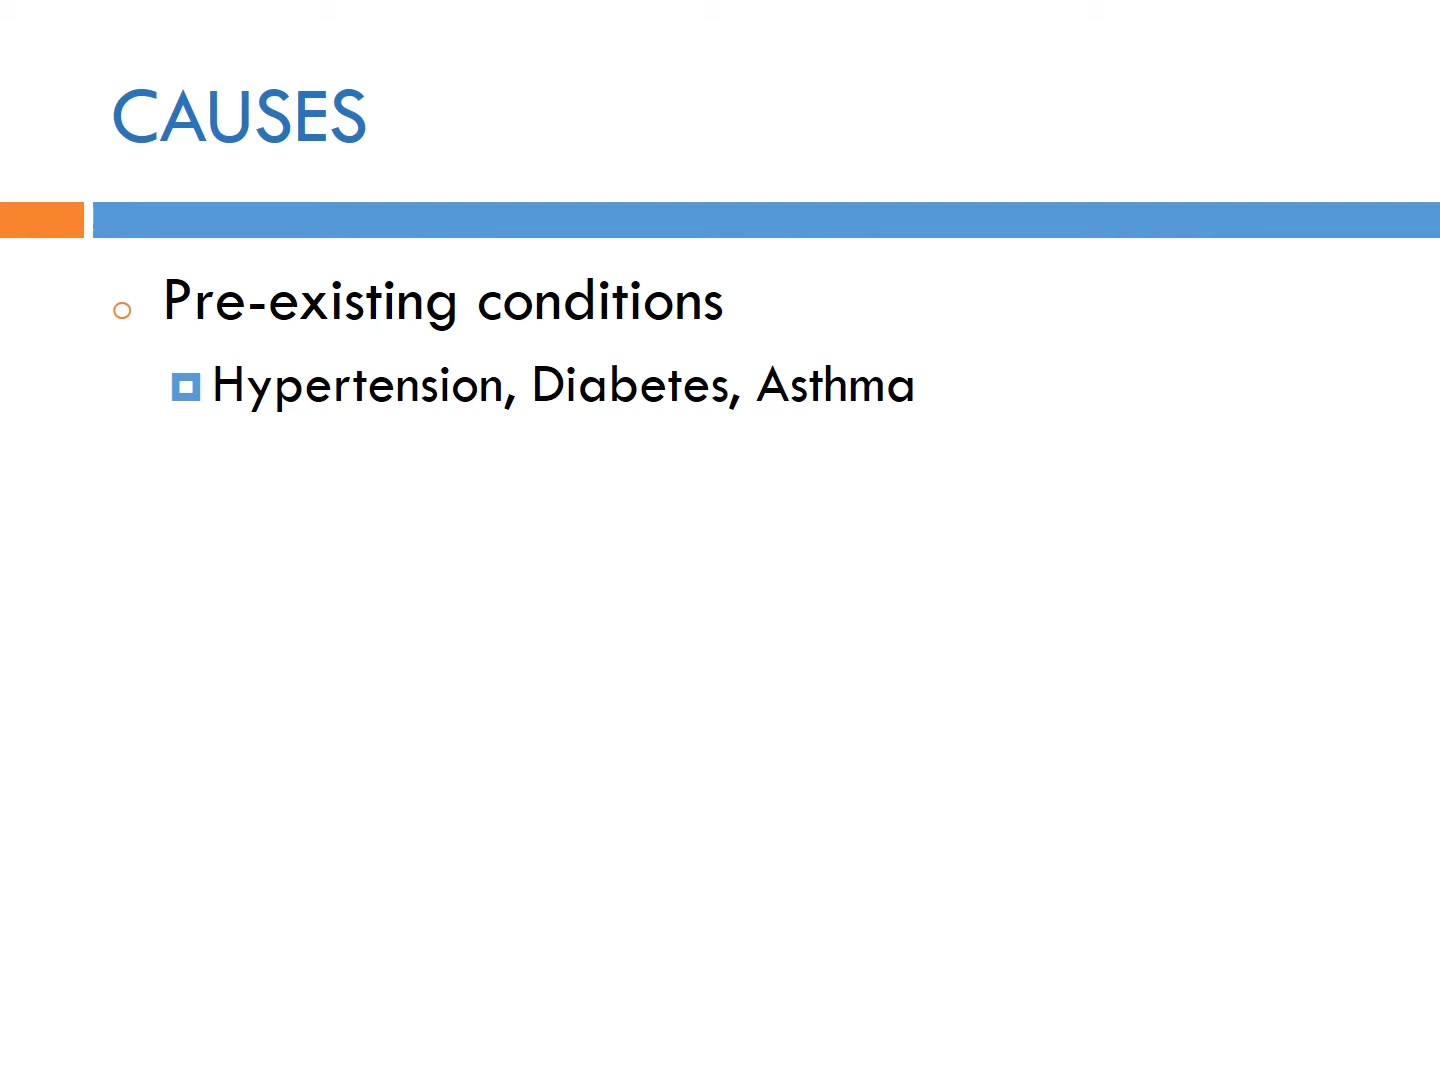 CAUSES
Pre-existing conditions
Hypertension, Diabetes, Asthma